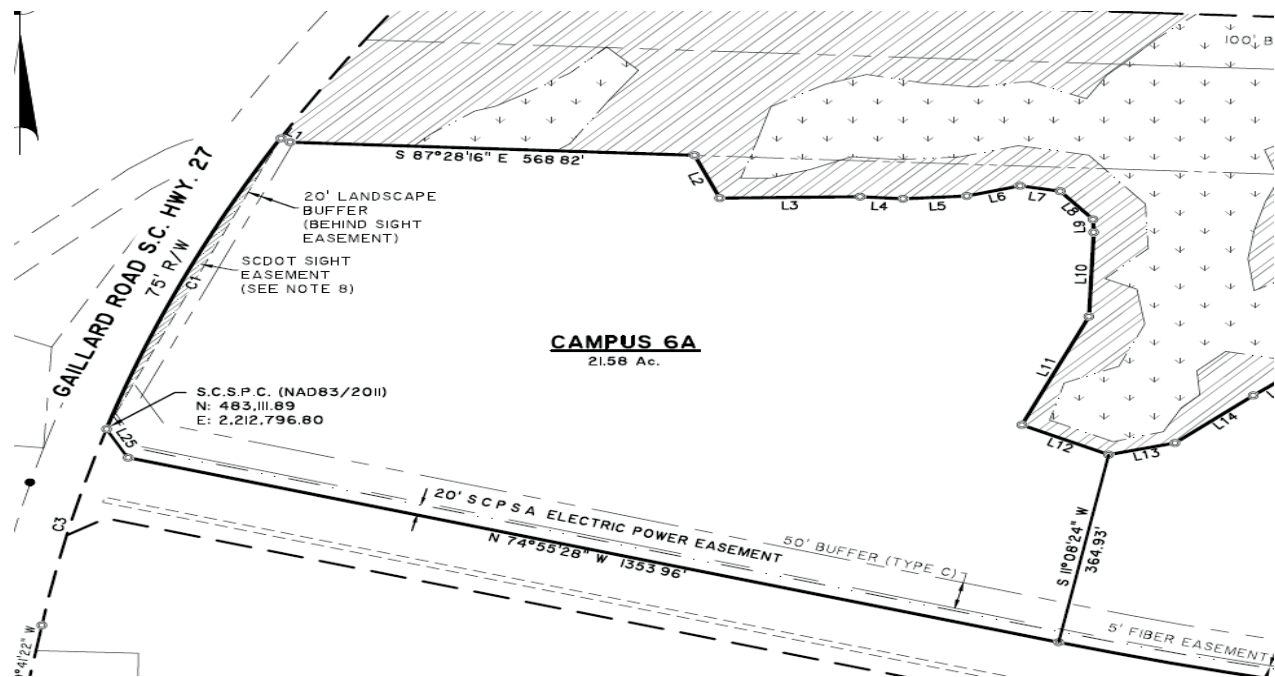 100' B
L1
S 87°28'16" E 568 82'
L2
L3
L4
L5
L6
L7
L8
L9
L10
L11
L12
L13
L14
GAILLARD ROAD S.C. HWY. 27
75' R/W
C1
20' LANDSCAPE
BUFFER
(BEHIND SIGHT
EASEMENT)
SCDOT SIGHT
EASEMENT
(SEE NOTE 8)
CAMPUS 6A
21.58 Ac.
S.C.S.P.C. (NAD83/2011)
N: 483,111.89
E: 2,212,796.80
L25
C3
20' S C P S A ELECTRIC POWER EASEMENT
N 74°55'28" W 1353 96'
50' BUFFER (TYPE C)
S 11°08'24" W
364.93'
5' FIBER EASEMENT
°41'22" W